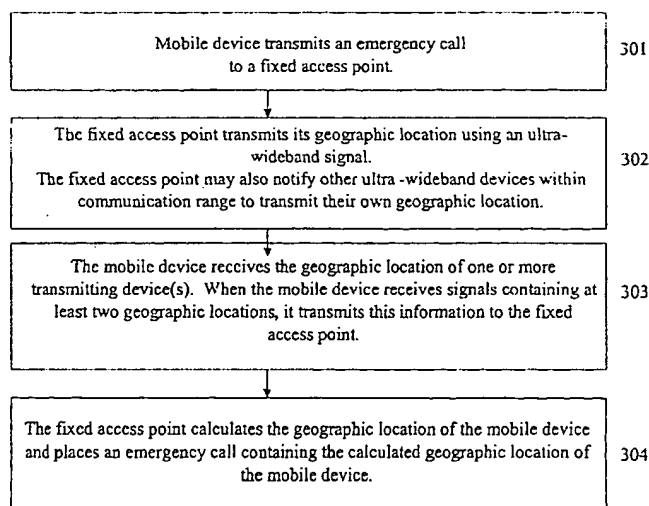 Mobile device transmits an emergency call
to a fixed access point.
301
The fixed access point transmits its geographic location using an ultra-
wideband signal.
The fixed access point may also notify other ultra -wideband devices within
communication range to transmit their own geographic location.
302
The mobile device receives the geographic location of one or more
transmitting device(s). When the mobile device receives signals containing at
least two geographic locations, it transmits this information to the fixed
access point.
303
The fixed access point calculates the geographic location of the mobile device
and places an emergency call containing the calculated geographic location of
the mobile device.
304